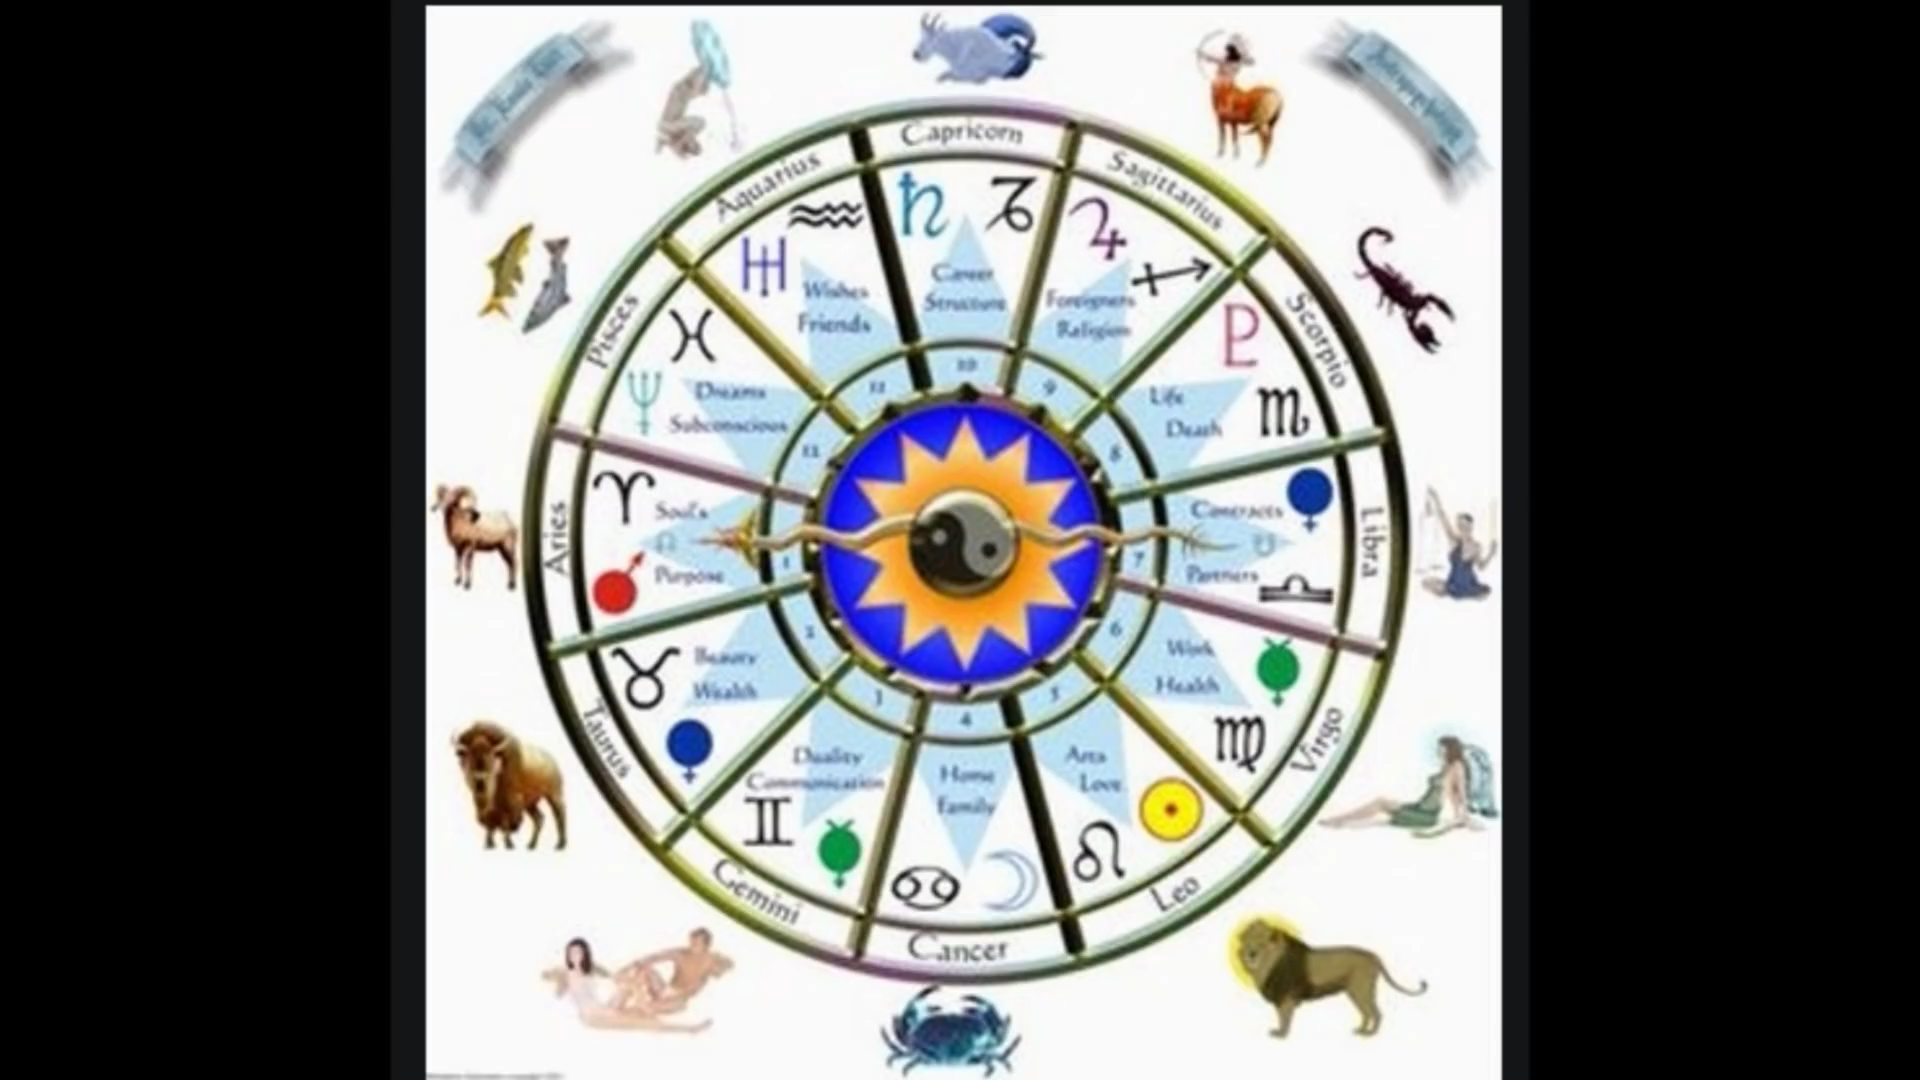 Capricorn
Aquarius
Sagittarius
Pisces
Scorpio
Aries
Libra
Taurus
Virgo
Gemini
Leo
Cancer
Career
Structure
Wishes
Friends
Foreigners
Religion
Dreams
Subconscious
Life
Death
Soul's
Purpose
Contracts
Partners
Beauty
Wealth
Work
Health
Duality
Communication
Home
Family
Arts
Love
10
11
9
12
8
1
7
2
6
3
5
4